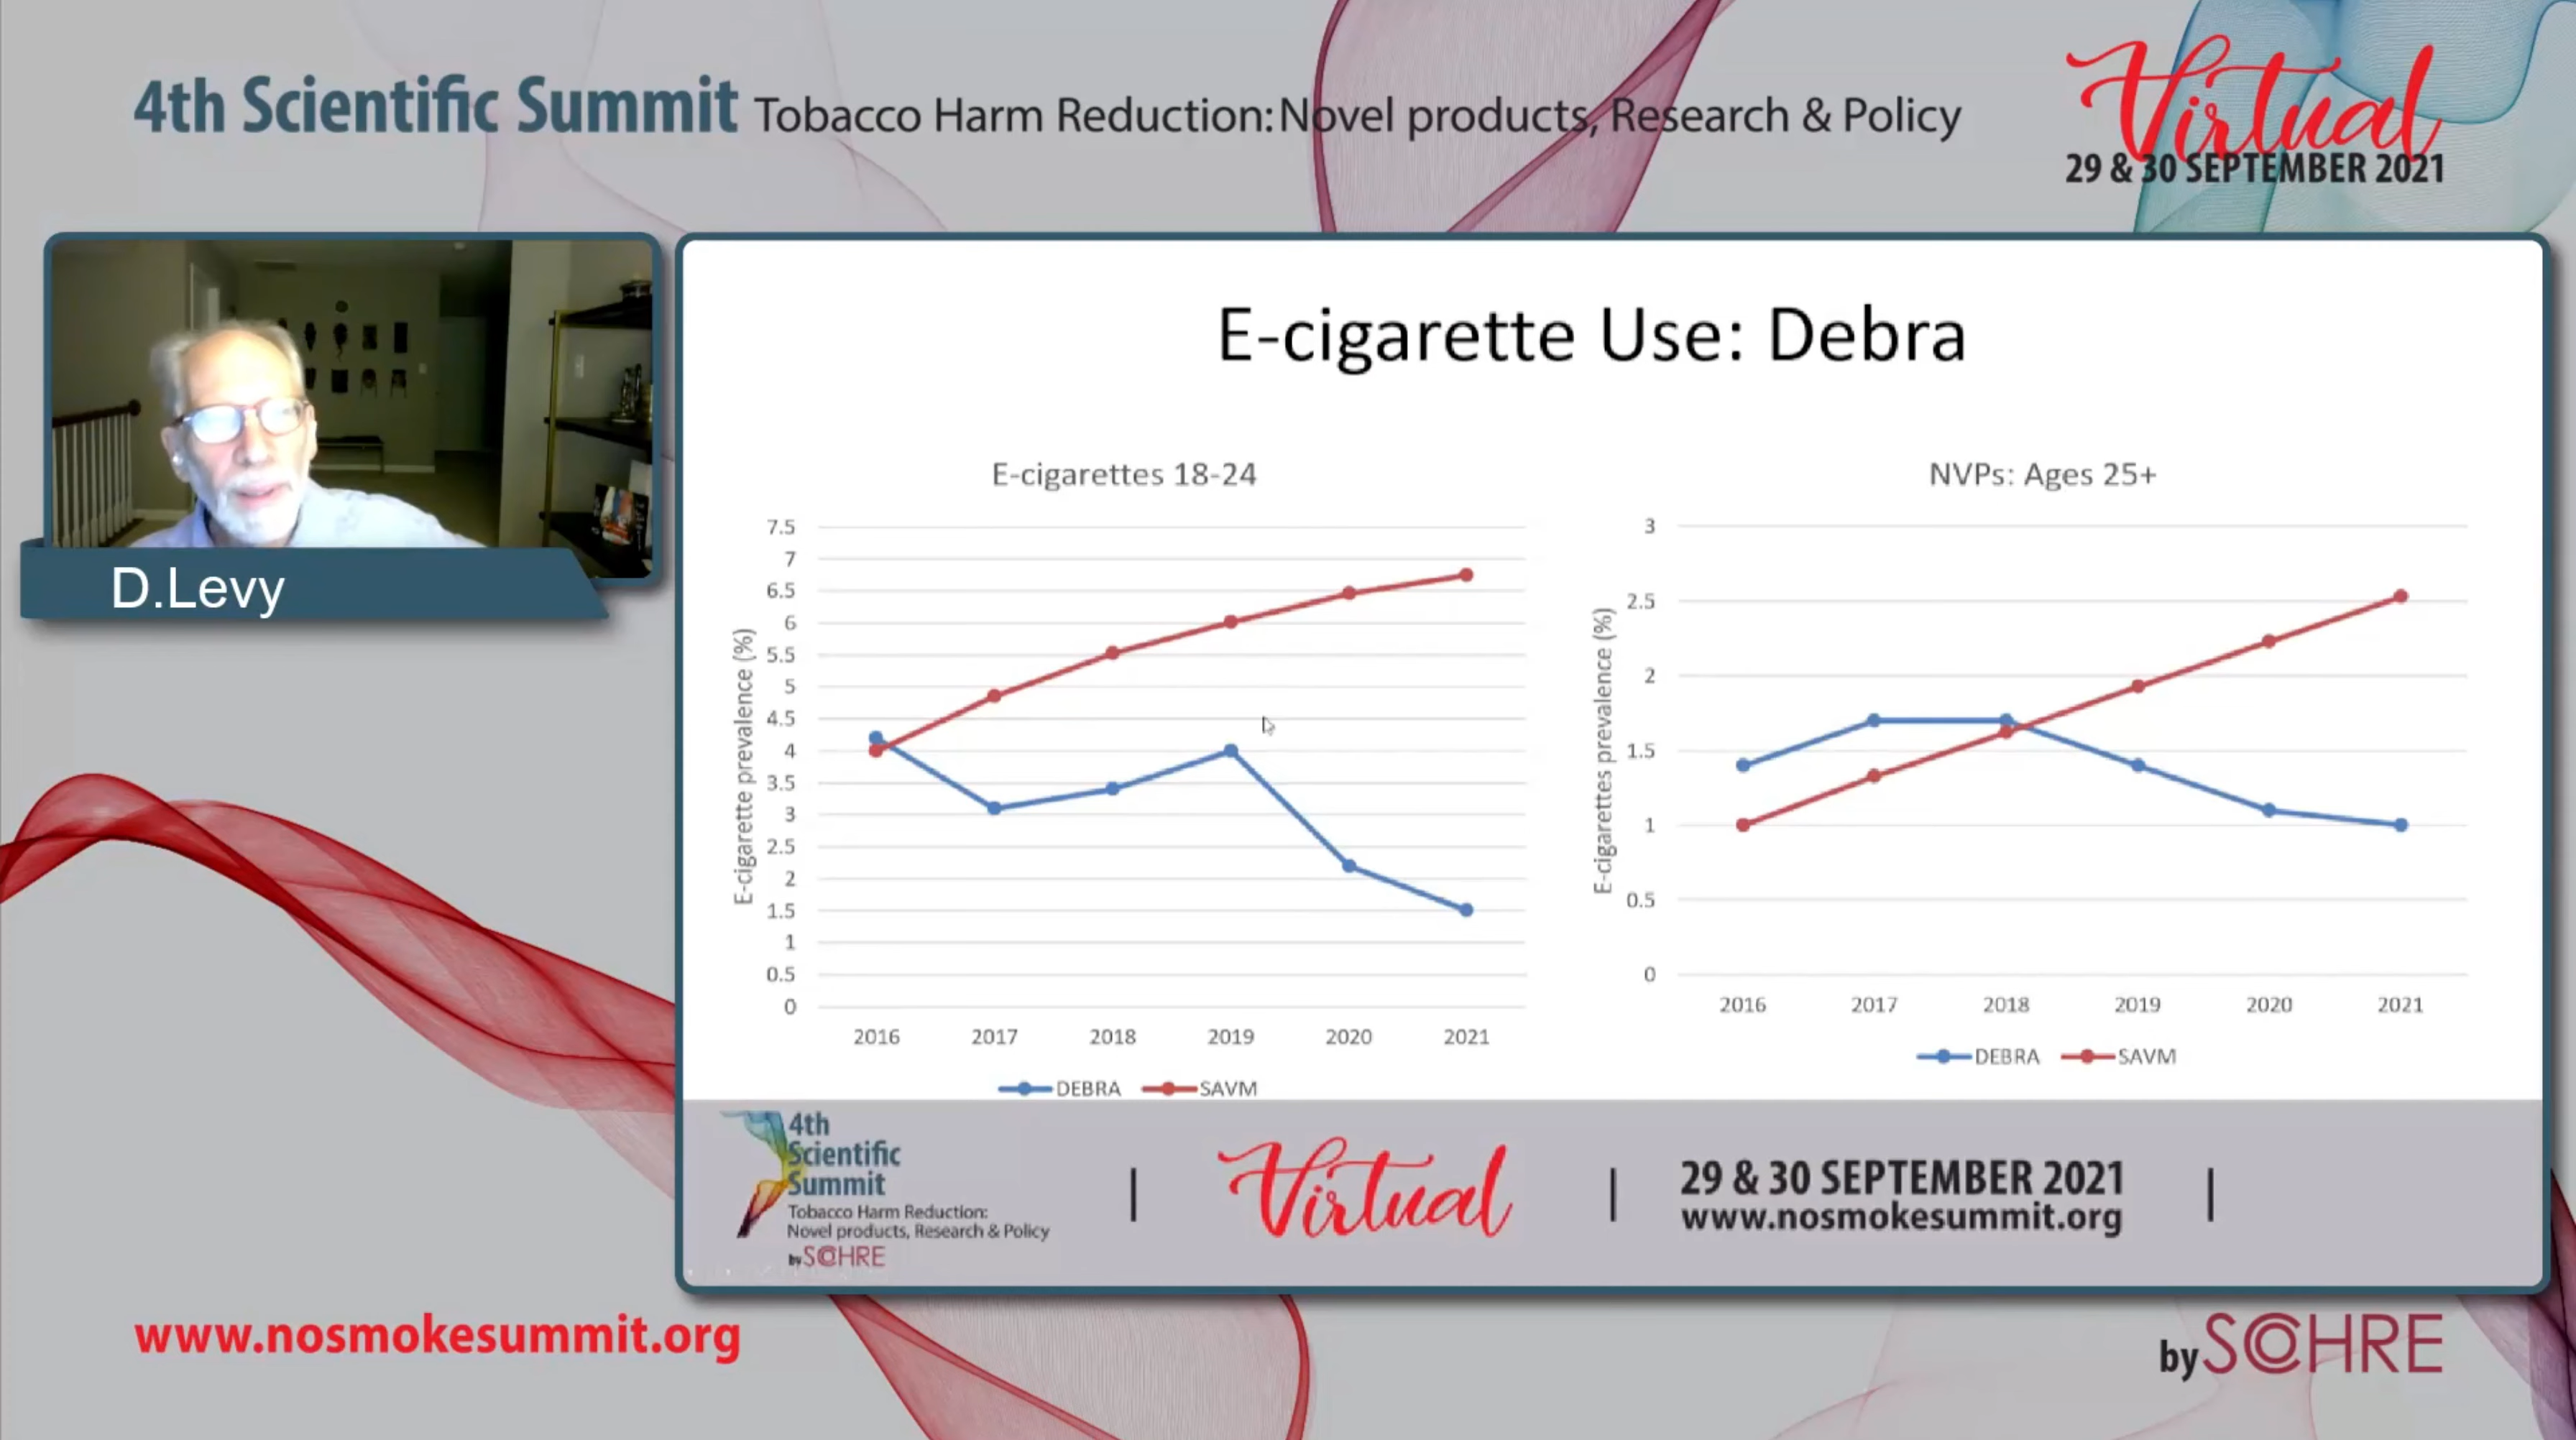 4th Scientific Summit Tobacco Harm Reduction: Novel products, Research & Policy
Virtual
29 & 30 SEPTEMBER 2021
D.Levy
E-cigarette Use: Debra
E-cigarettes 18-24
7.5
7
6.5
6
5.5
5
4.5
4
3.5
3
2.5
2
1.5
1
0.5
0
E-cigarette prevalence (%)
2016 2017 2018 2019 2020 2021
DEBRA SAVM
NVPs: Ages 25+
3
2.5
2
1.5
1
0.5
0
E-cigarettes prevalence (%)
2016 2017 2018 2019 2020 2021
DEBRA SAVM
4th
Scientific
Summit
Tobacco Harm Reduction:
Novel products, Research & Policy
by SCOHRE
Virtual
29 & 30 SEPTEMBER 2021
www.nosmokesummit.org
www.nosmokesummit.org
by SCOHRE